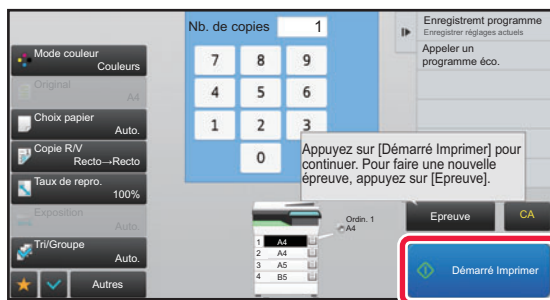 Nb. de copies 1
Enregistremt programme
Enregistrer réglages actuels
Appeler un
programme éco.
Mode couleur
Couleurs
Original
A4
Choix papier
Auto.
Copie R/V
Recto→Recto
Taux de repro.
100%
Exposition
Auto.
Tri/Groupe
Auto.
Autres
7 8 9
4 5 6
1 2 3
0
Appuyez sur [Démarré Imprimer] pour
continuer. Pour faire une nouvelle
épreuve, appuyez sur [Epreuve].
Ordin. 1
A4
1 A4
2 A4
3 A5
4 B5
Epreuve
CA
Démarré Imprimer